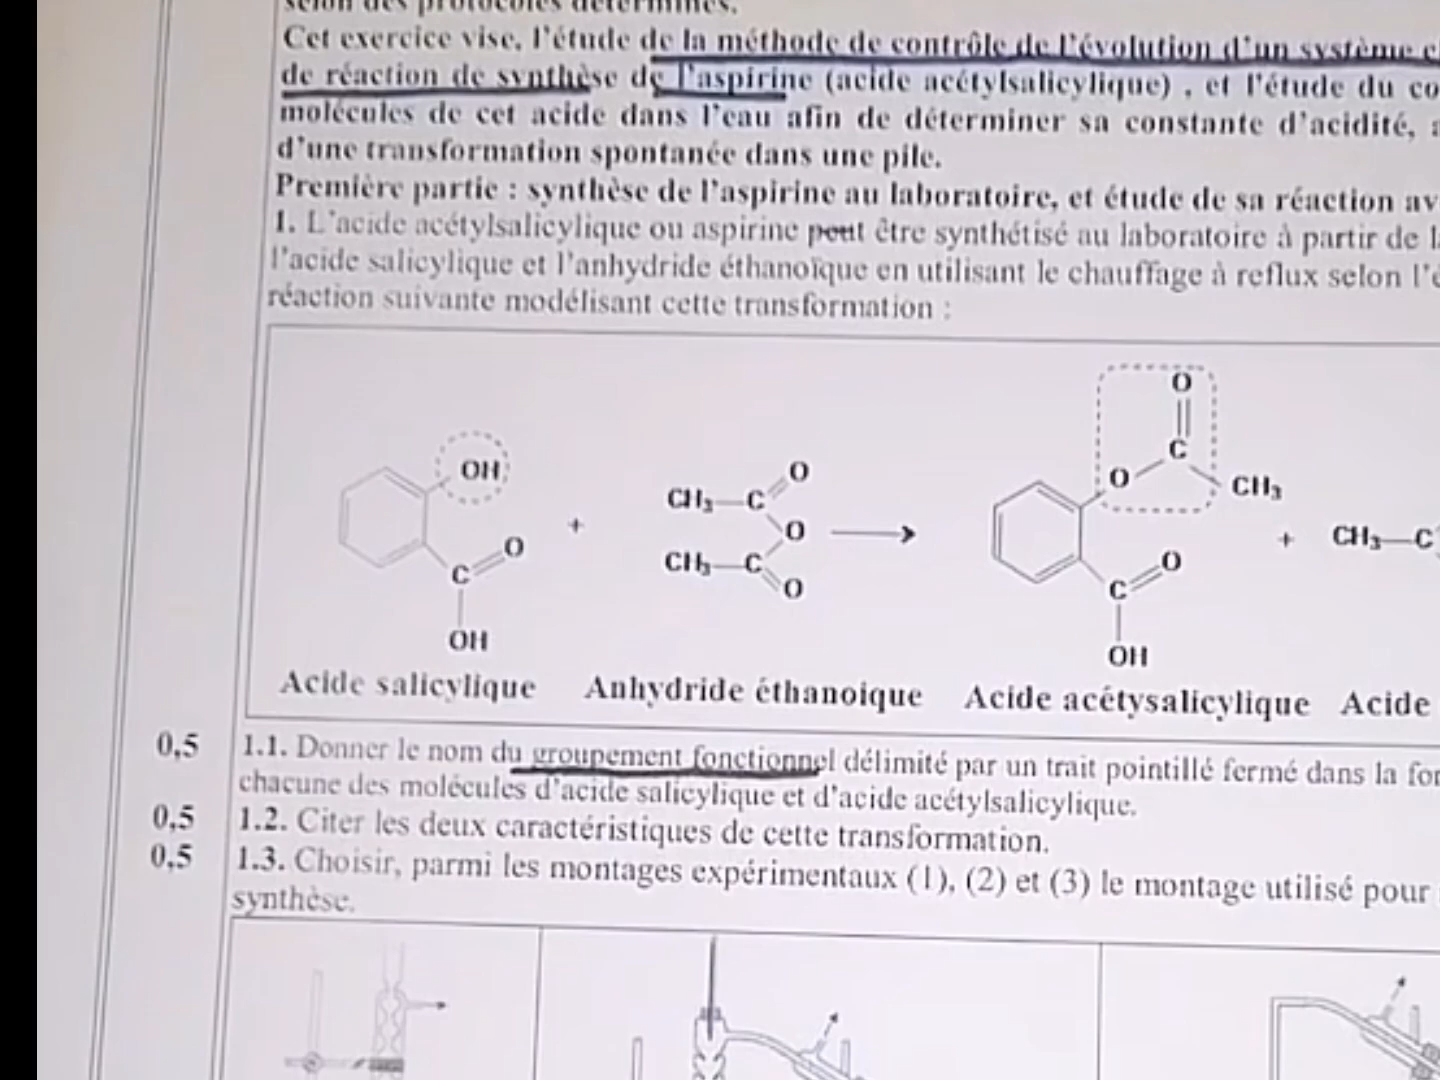 selon des protocoles déterminés.
Cet exercice vise, l'étude de la méthode de contrôle de l'évolution d'un système
de réaction de synthèse de l'aspirine (acide acétylsalicylique) , et l'étude du
molécules de cet acide dans l'eau afin de déterminer sa constante d'acidité,
d'une transformation spontanée dans une pile.
Première partie : synthèse de l'aspirine au laboratoire, et étude de sa réaction
1. L'acide acétylsalicylique ou aspirine peut être synthétisé au laboratoire à partir de
l'acide salicylique et l'anhydride éthanoïque en utilisant le chauffage à reflux selon
réaction suivante modélisant cette transformation :
O
C
OH O CH₃
CH₃—C O
+ O + CH₃—C
CH₃—C O
C O C O
OH OH
Acide salicylique Anhydride éthanoique Acide acétysalicylique Acide
0,5 1.1. Donner le nom du groupement fonctionnel délimité par un trait pointillé fermé dans la
chacune des molécules d'acide salicylique et d'acide acétylsalicylique.
0,5 1.2. Citer les deux caractéristiques de cette transformation.
0,5 1.3. Choisir, parmi les montages expérimentaux (1), (2) et (3) le montage utilisé pour
synthèse.